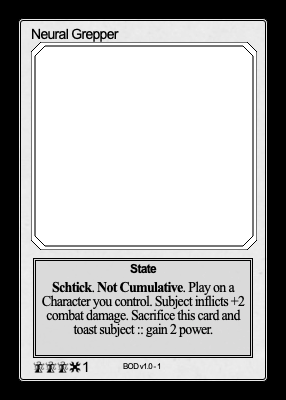 Neural Grepper
State
Schtick. Not Cumulative. Play on a
Character you control. Subject inflicts +2
combat damage. Sacrifice this card and
toast subject :: gain 2 power.
1
BOD v1.0 - 1